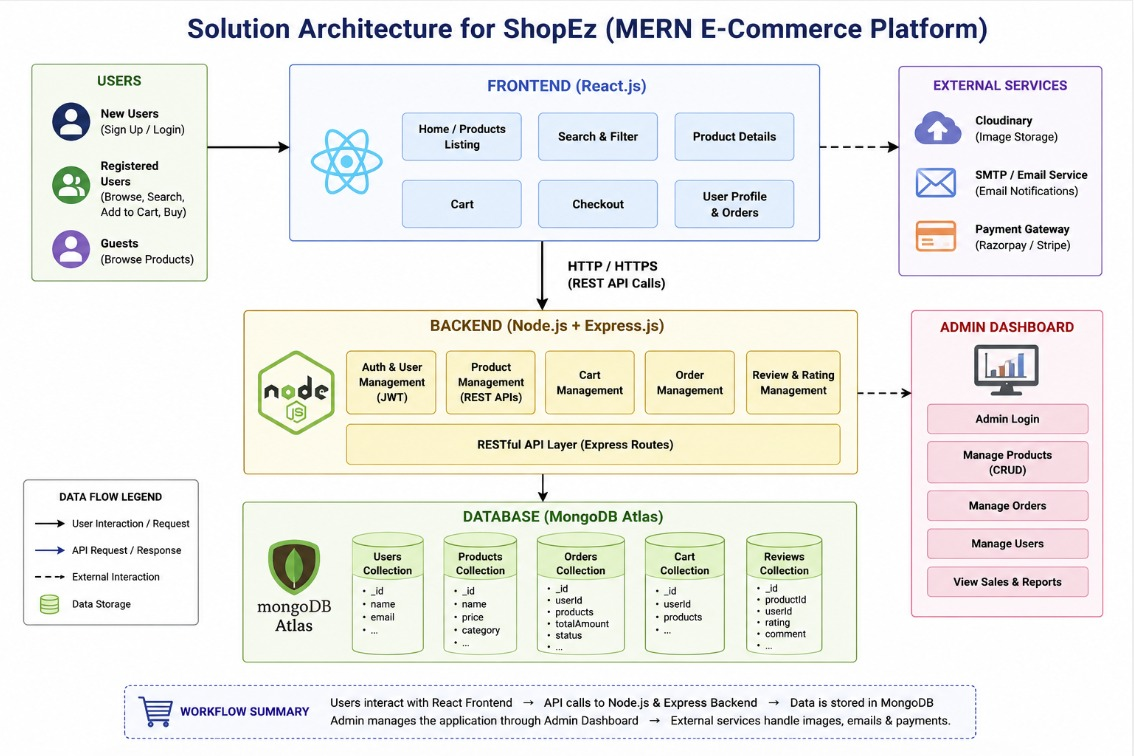 Solution Architecture for ShopEz (MERN E-Commerce Platform)
USERS
New Users
(Sign Up / Login)
Registered
Users
(Browse, Search,
Add to Cart, Buy)
Guests
(Browse Products)
FRONTEND (React.js)
Home / Products
Listing
Search & Filter
Product Details
Cart
Checkout
User Profile
& Orders
EXTERNAL SERVICES
Cloudinary
(Image Storage)
SMTP / Email Service
(Email Notifications)
Payment Gateway
(Razorpay / Stripe)
HTTP / HTTPS
(REST API Calls)
BACKEND (Node.js + Express.js)
node
JS
Auth & User
Management
(JWT)
Product
Management
(REST APIs)
Cart
Management
Order
Management
Review & Rating
Management
RESTful API Layer (Express Routes)
ADMIN DASHBOARD
Admin Login
Manage Products
(CRUD)
Manage Orders
Manage Users
View Sales & Reports
DATA FLOW LEGEND
User Interaction / Request
API Request / Response
External Interaction
Data Storage
DATABASE (MongoDB Atlas)
mongoDB
Atlas
Users
Collection
• _id
• name
• email
• ...
Products
Collection
• _id
• name
• price
• category
• ...
Orders
Collection
• _id
• userId
• products
• totalAmount
• status
• ...
Cart
Collection
• _id
• userId
• products
• ...
Reviews
Collection
• _id
• productId
• userId
• rating
• comment
• ...
WORKFLOW SUMMARY
Users interact with React Frontend → API calls to Node.js & Express Backend → Data is stored in MongoDB
Admin manages the application through Admin Dashboard → External services handle images, emails & payments.